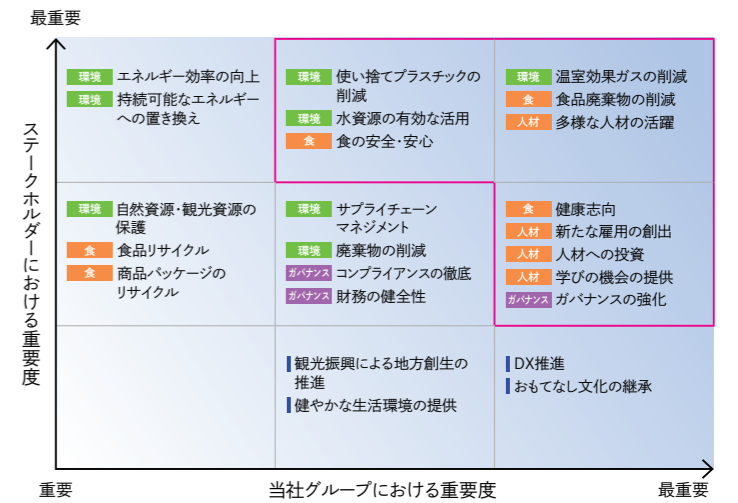 最重要
ステークホルダーにおける重要度
環境 エネルギー効率の向上
環境 持続可能なエネルギー
への置き換え
環境 使い捨てプラスチックの
削減
環境 水資源の有効な活用
食 食の安全・安心
環境 温室効果ガスの削減
食 食品廃棄物の削減
人材 多様な人材の活躍
環境 自然資源・観光資源の
保護
食 食品リサイクル
食 商品パッケージの
リサイクル
環境 サプライチェーン
マネジメント
環境 廃棄物の削減
ガバナンス コンプライアンスの徹底
ガバナンス 財務の健全性
食 健康志向
人材 新たな雇用の創出
人材 人材への投資
人材 学びの機会の提供
ガバナンス ガバナンスの強化
観光振興による地方創生の
推進
健やかな生活環境の提供
DX推進
おもてなし文化の継承
重要
当社グループにおける重要度
最重要